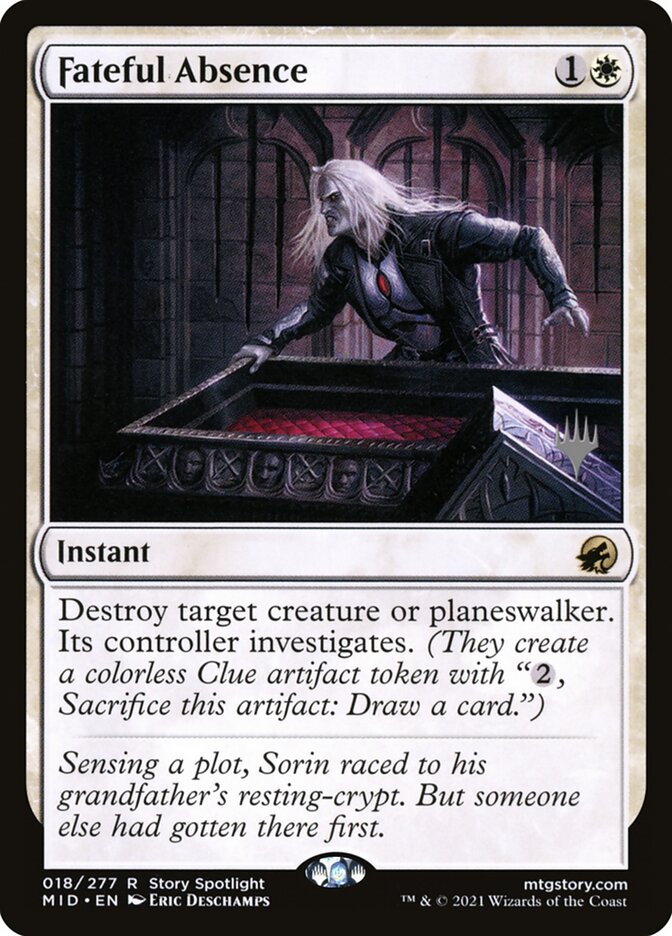 Fateful Absence
1
Instant
Destroy target creature or planeswalker.
Its controller investigates. (They create
a colorless Clue artifact token with “2,
Sacrifice this artifact: Draw a card.”)
Sensing a plot, Sorin raced to his
grandfather’s resting-crypt. But someone
else had gotten there first.
018/277 R Story Spotlight
MID • EN Eric Deschamps
mtgstory.com
™ & © 2021 Wizards of the Coast